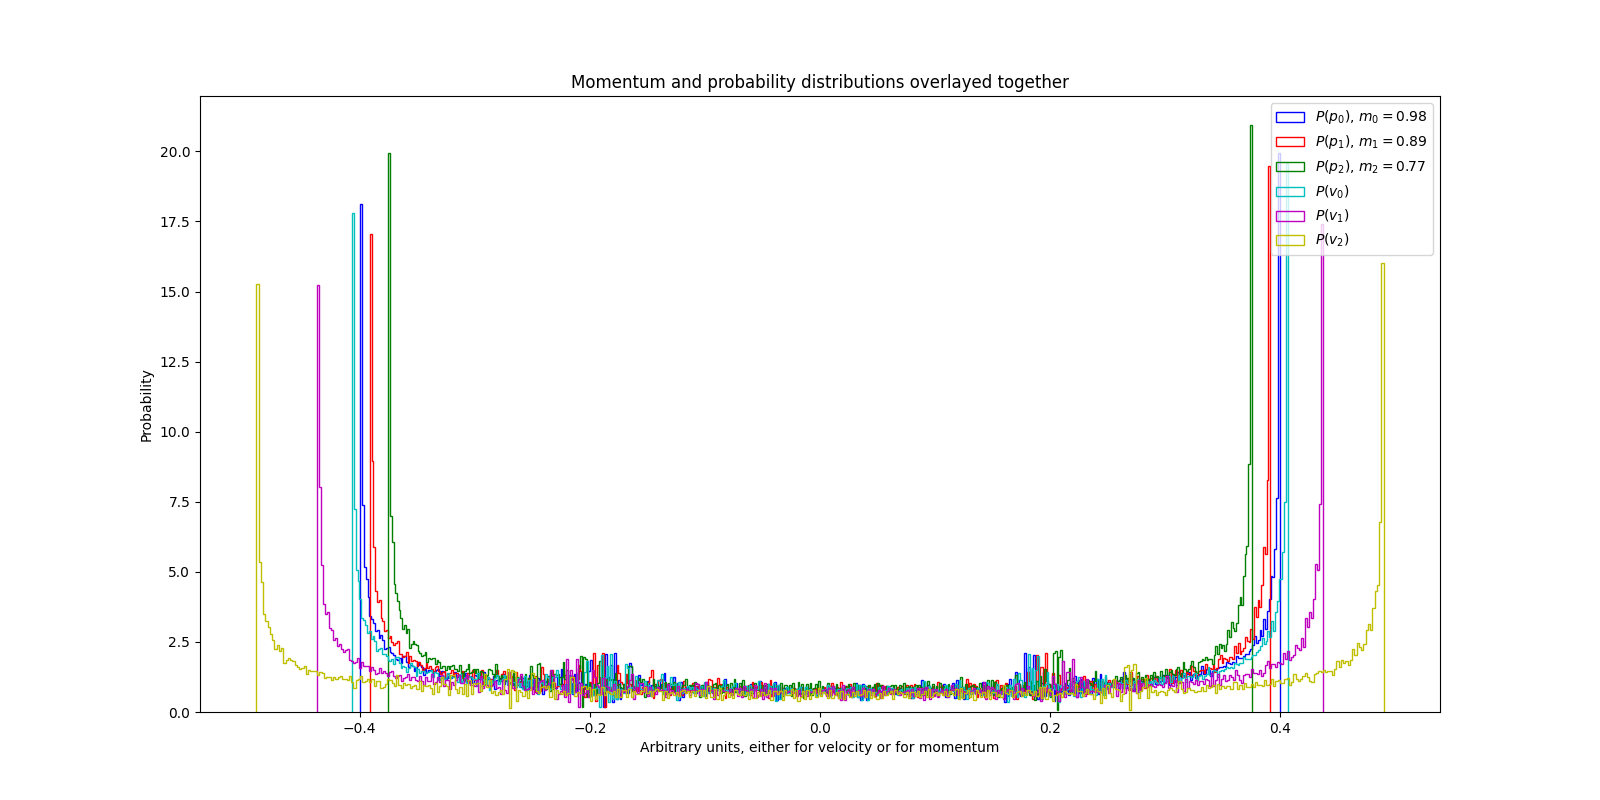 Momentum and probability distributions overlayed together
P(p₀), m₀ = 0.98
P(p₁), m₁ = 0.89
P(p₂), m₂ = 0.77
P(v₀)
P(v₁)
P(v₂)
20.0
17.5
15.0
12.5
10.0
7.5
5.0
2.5
0.0
Probability
−0.4 −0.2 0.0 0.2 0.4
Arbitrary units, either for velocity or for momentum